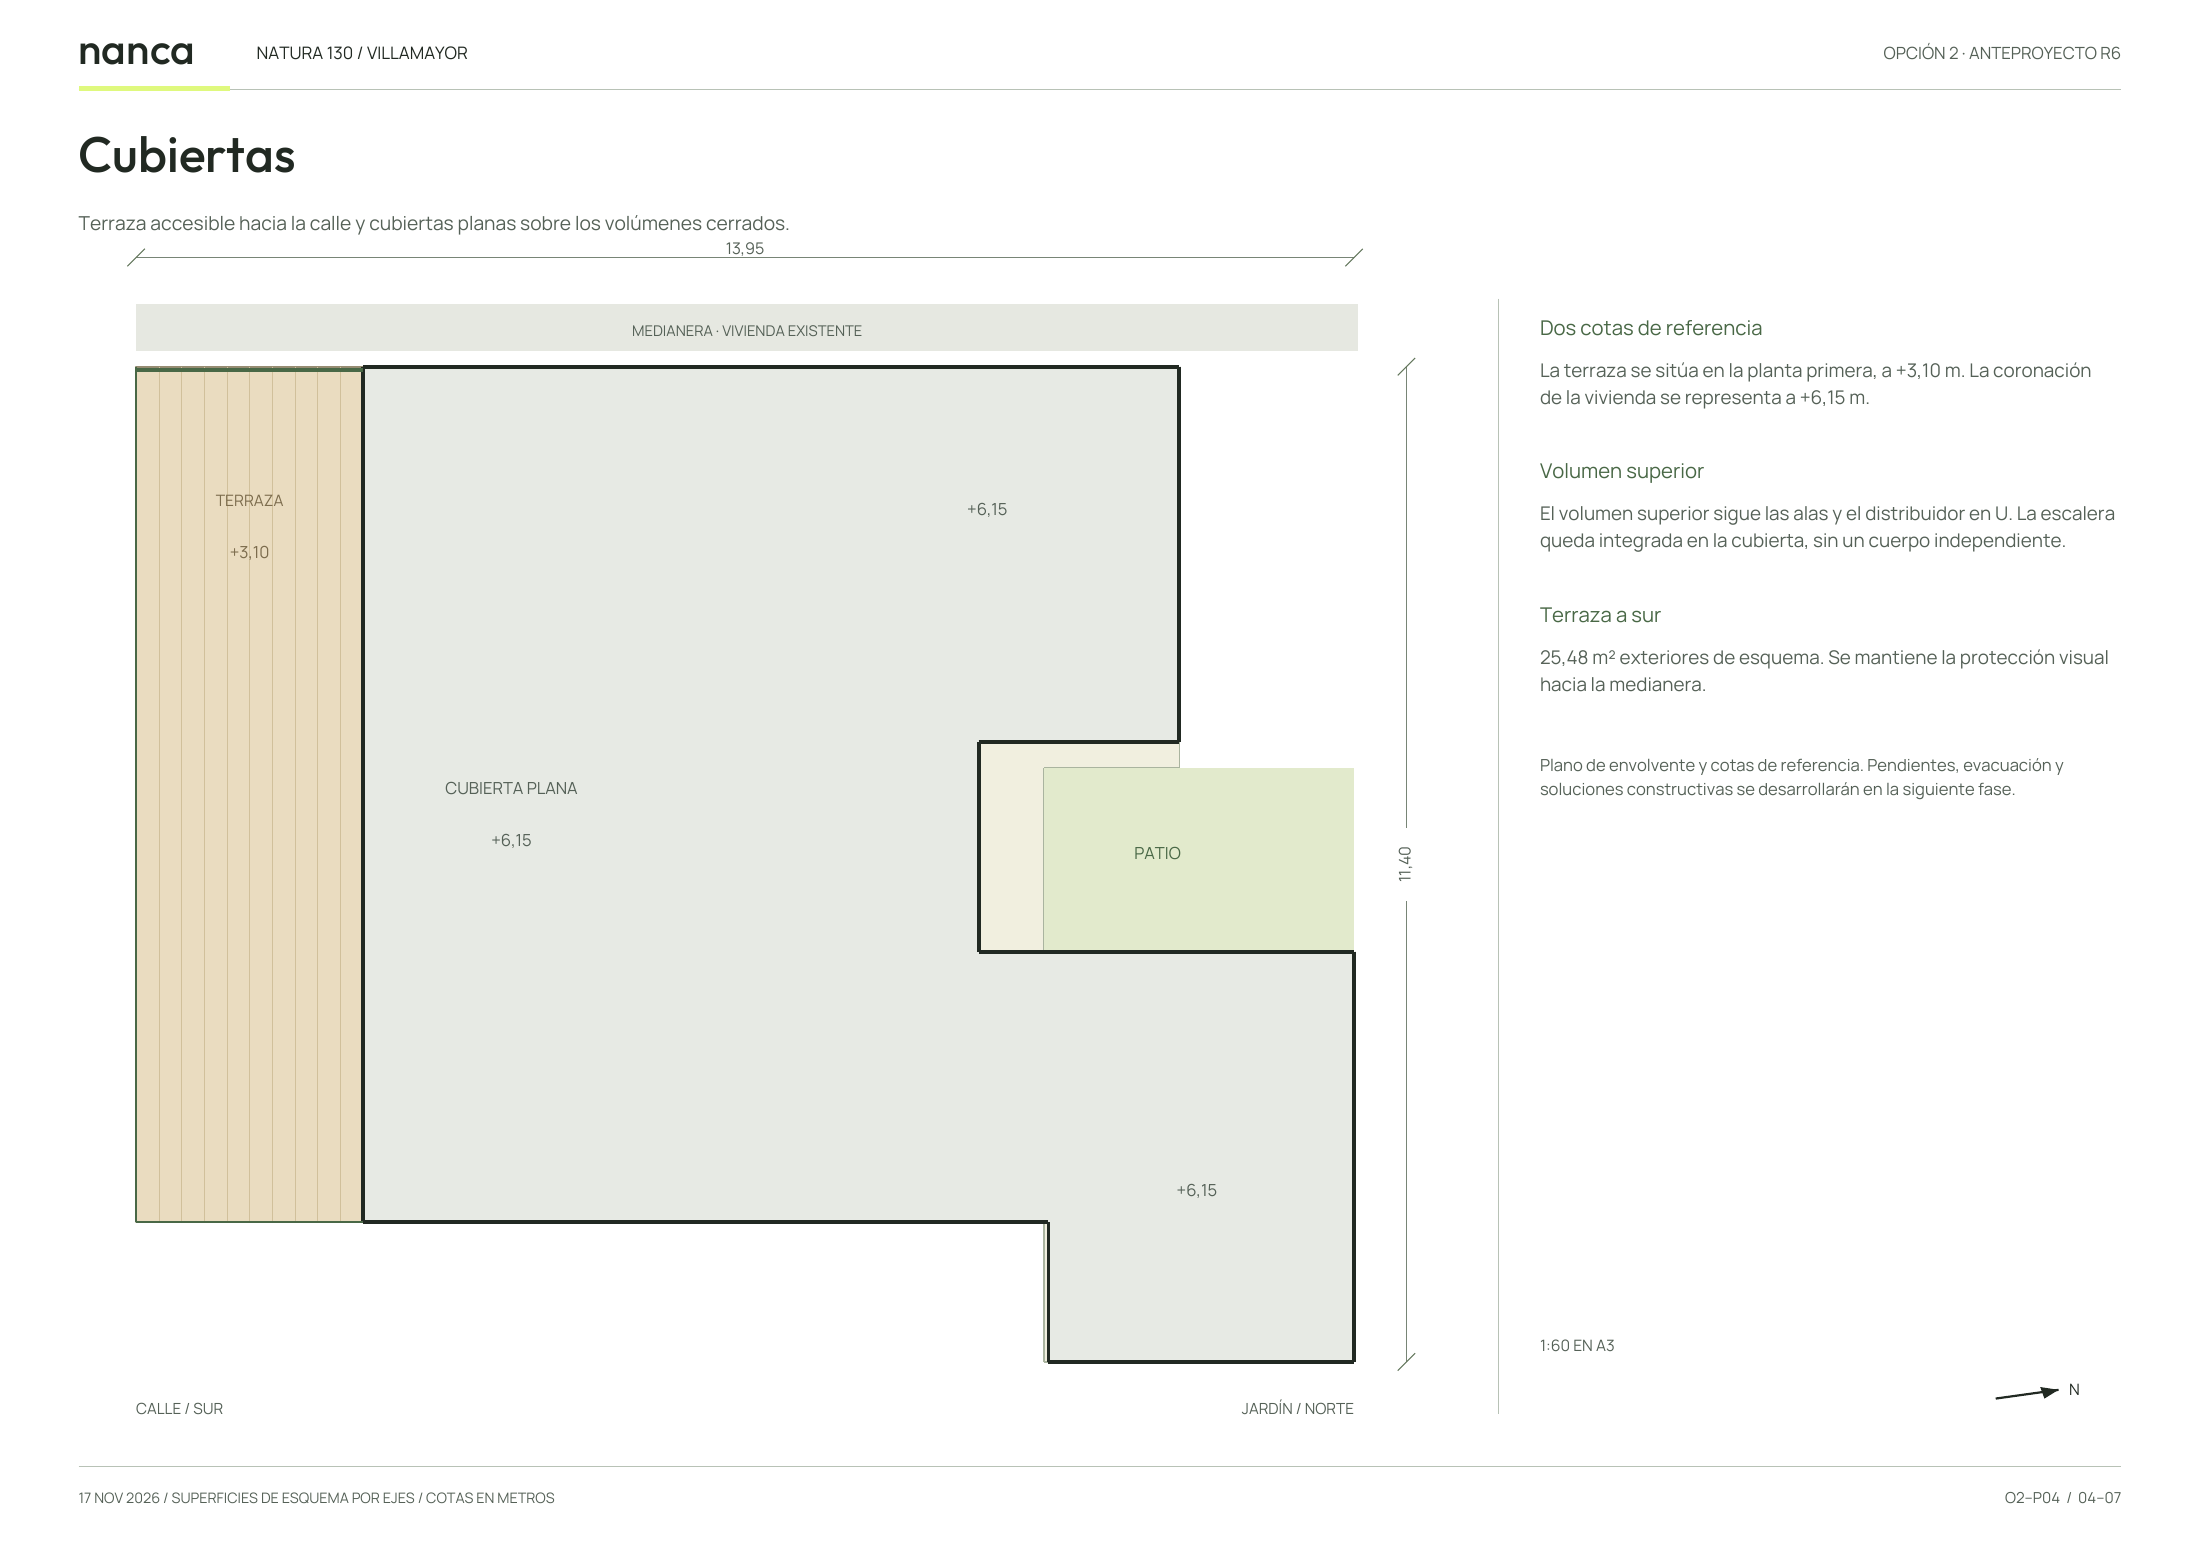 nanca
NATURA 130 / VILLAMAYOR
OPCIÓN 2 · ANTEPROYECTO R6
Cubiertas
Terraza accesible hacia la calle y cubiertas planas sobre los volúmenes cerrados.
13,95
MEDIANERA · VIVIENDA EXISTENTE
TERRAZA
+3,10
+6,15
CUBIERTA PLANA
+6,15
PATIO
11,40
+6,15
CALLE / SUR
JARDÍN / NORTE
Dos cotas de referencia
La terraza se sitúa en la planta primera, a +3,10 m. La coronación
de la vivienda se representa a +6,15 m.
Volumen superior
El volumen superior sigue las alas y el distribuidor en U. La escalera
queda integrada en la cubierta, sin un cuerpo independiente.
Terraza a sur
25,48 m² exteriores de esquema. Se mantiene la protección visual
hacia la medianera.
Plano de envolvente y cotas de referencia. Pendientes, evacuación y
soluciones constructivas se desarrollarán en la siguiente fase.
1:60 EN A3
N
17 NOV 2026 / SUPERFICIES DE ESQUEMA POR EJES / COTAS EN METROS
O2-P04 / 04-07